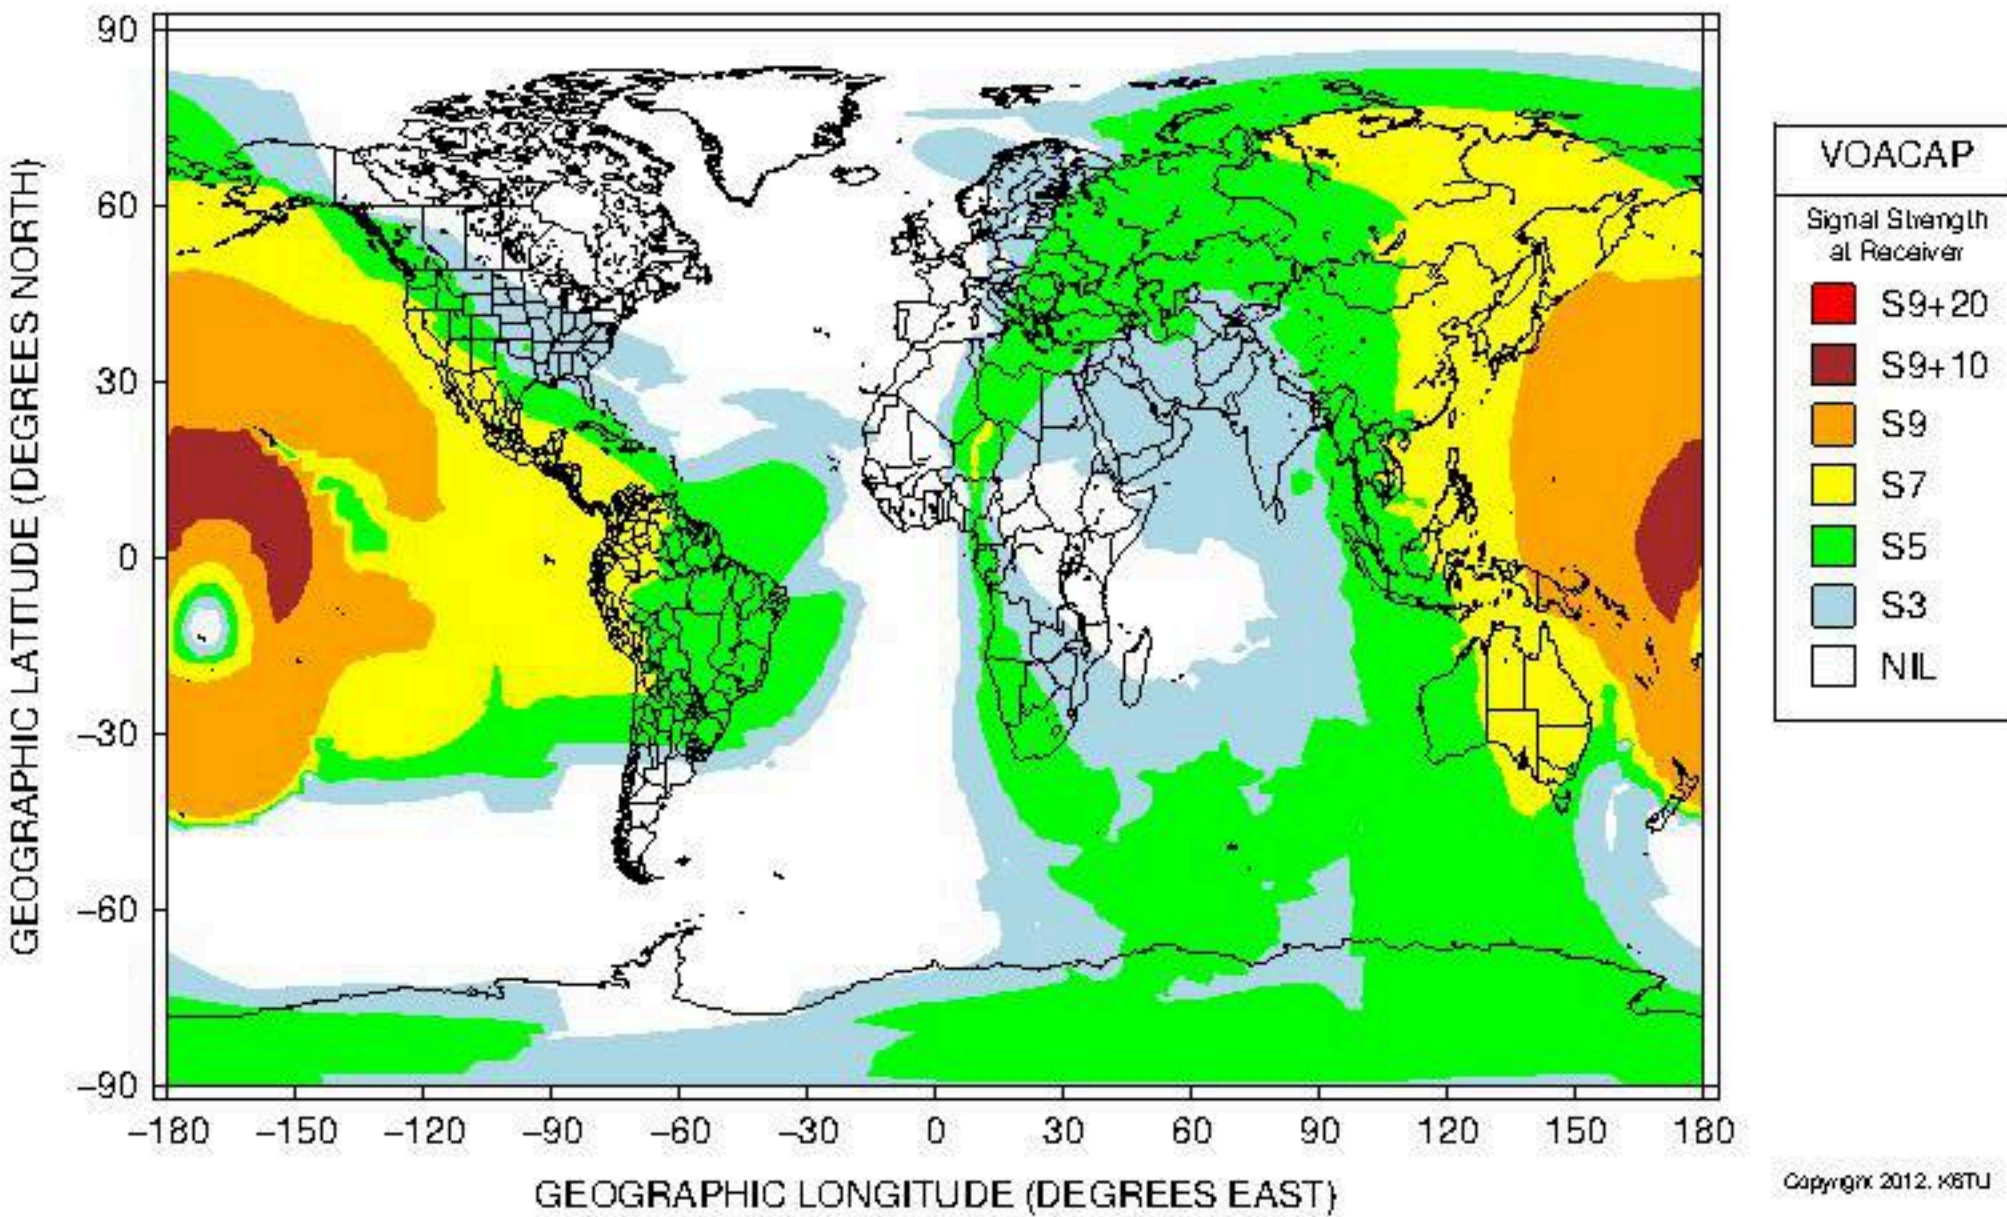 90
60
30
0
−30
−60
−90
GEOGRAPHIC LATITUDE (DEGREES NORTH)
−180 −150 −120 −90 −60 −30 0 30 60 90 120 150 180
GEOGRAPHIC LONGITUDE (DEGREES EAST)
VOACAP
Signal Strength
at Receiver
S9+20
S9+10
S9
S7
S5
S3
NIL
Copyright 2012. K6TU